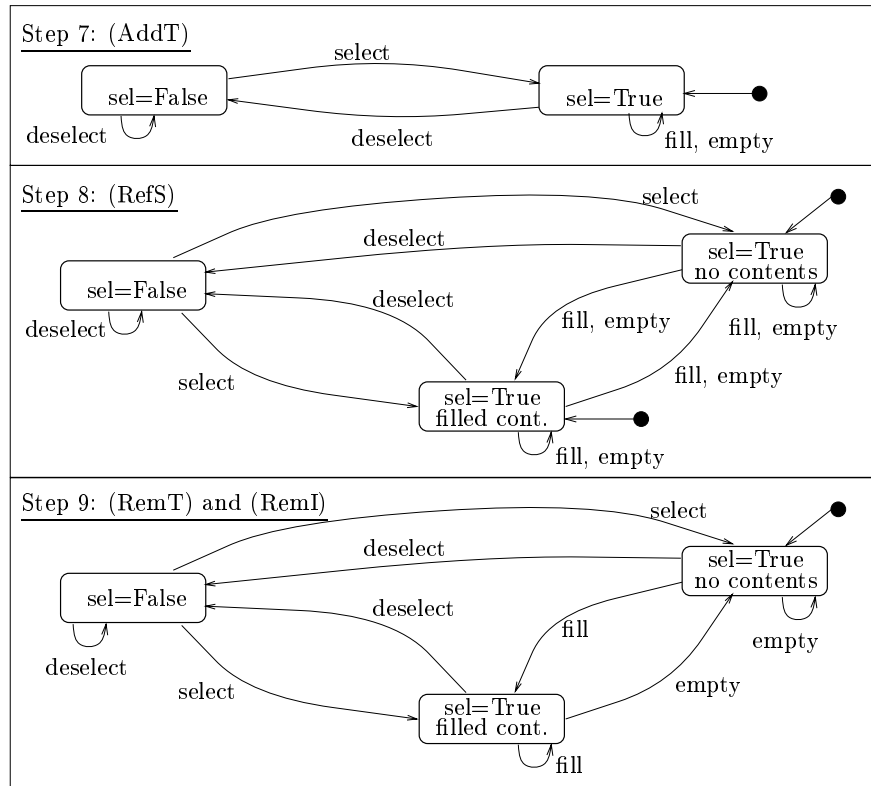 Step 7: (AddT)
select
sel=False
sel=True
deselect
deselect
fill, empty
Step 8: (RefS)
select
deselect
sel=True
no contents
sel=False
deselect
deselect
fill, empty
fill, empty
select
fill, empty
sel=True
filled cont.
fill, empty
Step 9: (RemT) and (RemI)
select
deselect
sel=True
no contents
sel=False
deselect
fill
empty
deselect
select
empty
sel=True
filled cont.
fill